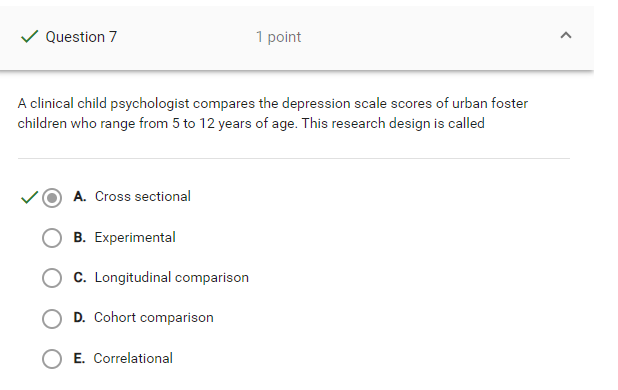 Question 7 1 point
A clinical child psychologist compares the depression scale scores of urban foster
children who range from 5 to 12 years of age. This research design is called
A. Cross sectional
B. Experimental
C. Longitudinal comparison
D. Cohort comparison
E. Correlational